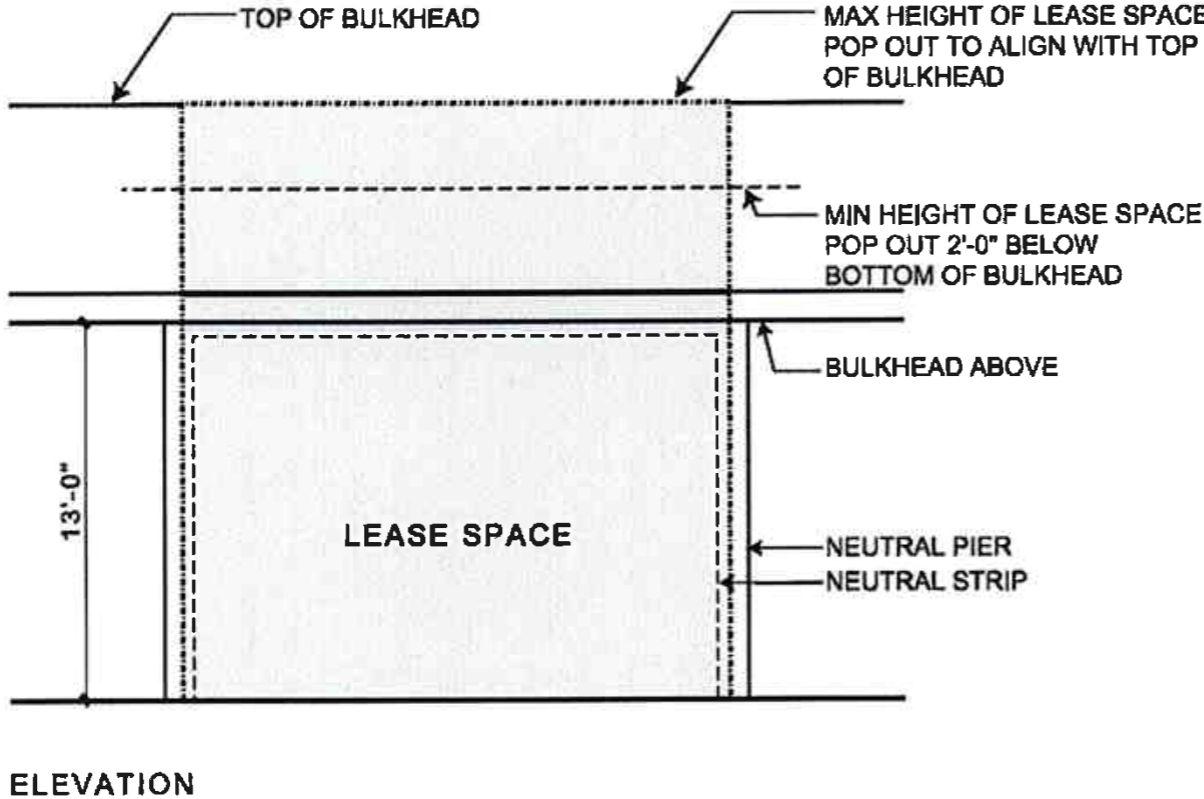 TOP OF BULKHEAD
MAX HEIGHT OF LEASE SPACE
POP OUT TO ALIGN WITH TOP
OF BULKHEAD
MIN HEIGHT OF LEASE SPACE
POP OUT 2'-0" BELOW
BOTTOM OF BULKHEAD
BULKHEAD ABOVE
13'-0"
LEASE SPACE
NEUTRAL PIER
NEUTRAL STRIP
ELEVATION